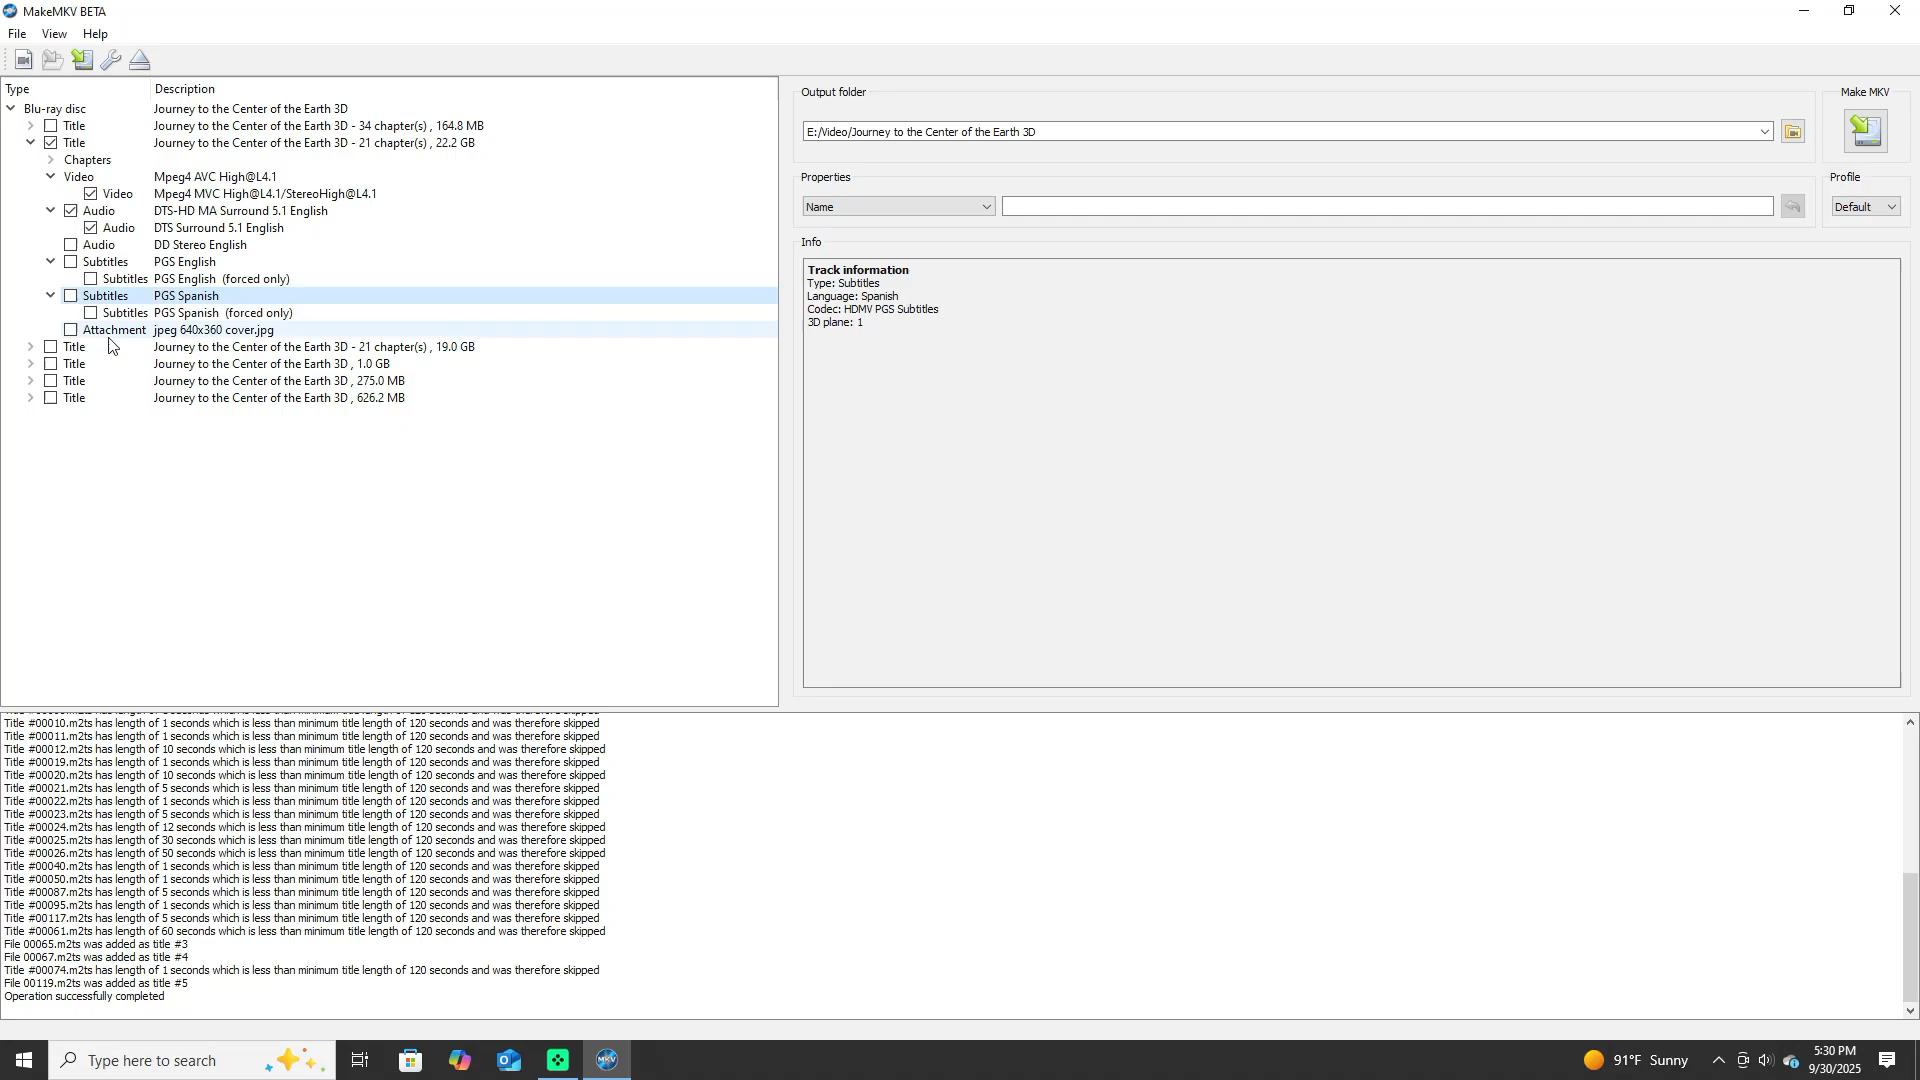 MakeMKV BETA
File View Help
Type Description
Blu-ray disc Journey to the Center of the Earth 3D
Title Journey to the Center of the Earth 3D - 34 chapter(s) , 164.8 MB
Title Journey to the Center of the Earth 3D - 21 chapter(s) , 22.2 GB
Chapters
Video Mpeg4 AVC High@L4.1
Video Mpeg4 MVC High@L4.1/StereoHigh@L4.1
Audio DTS-HD MA Surround 5.1 English
Audio DTS Surround 5.1 English
Audio DD Stereo English
Subtitles PGS English
Subtitles PGS English (forced only)
Subtitles PGS Spanish
Subtitles PGS Spanish (forced only)
Attachment jpeg 640x360 cover.jpg
Title Journey to the Center of the Earth 3D - 21 chapter(s) , 19.0 GB
Title Journey to the Center of the Earth 3D , 1.0 GB
Title Journey to the Center of the Earth 3D , 275.0 MB
Title Journey to the Center of the Earth 3D , 626.2 MB
Output folder
E:/Video/Journey to the Center of the Earth 3D
Make MKV
Properties
Name
Profile
Default
Info
Track information
Type: Subtitles
Language: Spanish
Codec: HDMV PGS Subtitles
3D plane: 1
Title #00010.m2ts has length of 1 seconds which is less than minimum title length of 120 seconds and was therefore skipped
Title #00011.m2ts has length of 1 seconds which is less than minimum title length of 120 seconds and was therefore skipped
Title #00012.m2ts has length of 10 seconds which is less than minimum title length of 120 seconds and was therefore skipped
Title #00019.m2ts has length of 1 seconds which is less than minimum title length of 120 seconds and was therefore skipped
Title #00020.m2ts has length of 10 seconds which is less than minimum title length of 120 seconds and was therefore skipped
Title #00021.m2ts has length of 5 seconds which is less than minimum title length of 120 seconds and was therefore skipped
Title #00022.m2ts has length of 1 seconds which is less than minimum title length of 120 seconds and was therefore skipped
Title #00023.m2ts has length of 5 seconds which is less than minimum title length of 120 seconds and was therefore skipped
Title #00024.m2ts has length of 12 seconds which is less than minimum title length of 120 seconds and was therefore skipped
Title #00025.m2ts has length of 30 seconds which is less than minimum title length of 120 seconds and was therefore skipped
Title #00026.m2ts has length of 50 seconds which is less than minimum title length of 120 seconds and was therefore skipped
Title #00040.m2ts has length of 1 seconds which is less than minimum title length of 120 seconds and was therefore skipped
Title #00050.m2ts has length of 1 seconds which is less than minimum title length of 120 seconds and was therefore skipped
Title #00087.m2ts has length of 5 seconds which is less than minimum title length of 120 seconds and was therefore skipped
Title #00095.m2ts has length of 1 seconds which is less than minimum title length of 120 seconds and was therefore skipped
Title #00117.m2ts has length of 5 seconds which is less than minimum title length of 120 seconds and was therefore skipped
Title #00061.m2ts has length of 60 seconds which is less than minimum title length of 120 seconds and was therefore skipped
File 00065.m2ts was added as title #3
File 00067.m2ts was added as title #4
Title #00074.m2ts has length of 1 seconds which is less than minimum title length of 120 seconds and was therefore skipped
File 00119.m2ts was added as title #5
Operation successfully completed
Type here to search
MKV
91°F Sunny
5:30 PM
9/30/2025